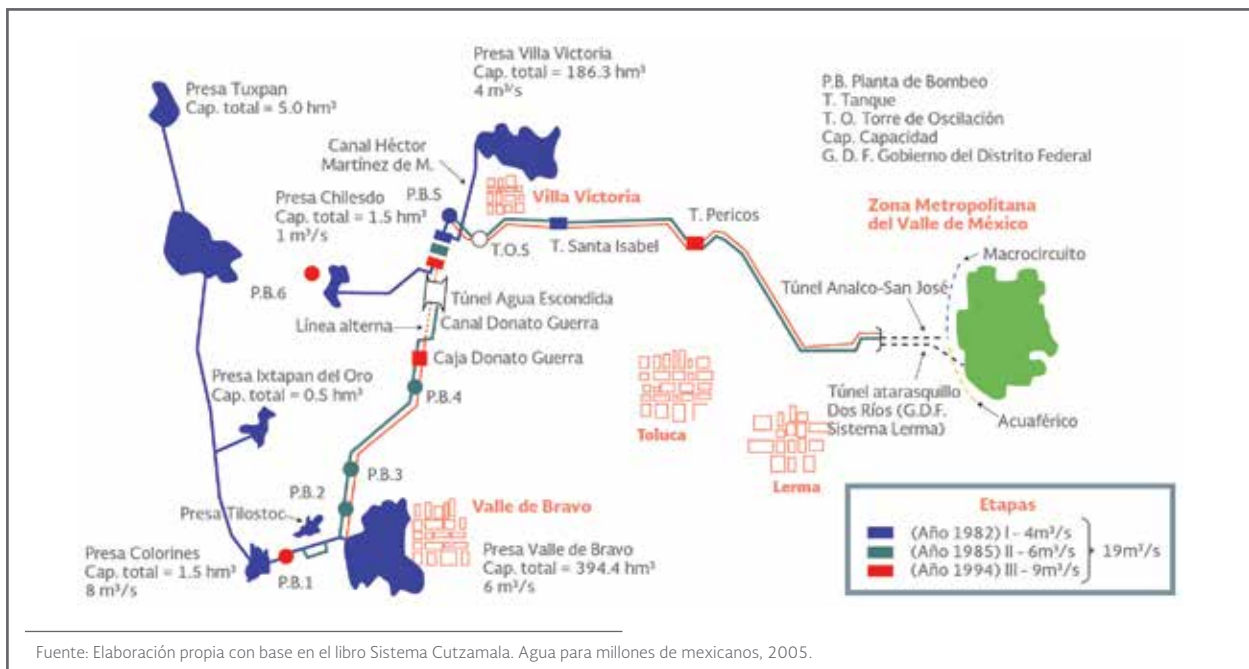 Presa Villa Victoria
Cap. total = 186.3 hm³
4 m³/s
P.B. Planta de Bombeo
T. Tanque
T. O. Torre de Oscilación
Cap. Capacidad
G. D. F. Gobierno del Distrito Federal
Presa Tuxpan
Cap. total = 5.0 hm³
Canal Héctor
Martínez de M.
Presa Chilesdo
Cap. total = 1.5 hm³
1 m³/s
P.B.5
Villa Victoria
T.O.5
T. Santa Isabel
T. Pericos
Zona Metropolitana
del Valle de México
Macrocircuito
Túnel Analco-San José
P.B.6
Túnel Agua Escondida
Línea alterna
Canal Donato Guerra
Caja Donato Guerra
P.B.4
Presa Ixtapan del Oro
Cap. total = 0.5 hm³
Toluca
Lerma
Túnel atarasquillo
Dos Ríos (G.D.F.
Sistema Lerma)
Acuaférico
P.B.3
P.B.2
Presa Tilostoc
Valle de Bravo
Presa Colorines
Cap. total = 1.5 hm³
8 m³/s
P.B.1
Presa Valle de Bravo
Cap. total = 394.4 hm³
6 m³/s
Etapas
(Año 1982) I - 4m³/s
(Año 1985) II - 6m³/s
(Año 1994) III - 9m³/s
19m³/s
Fuente: Elaboración propia con base en el libro Sistema Cutzamala. Agua para millones de mexicanos, 2005.